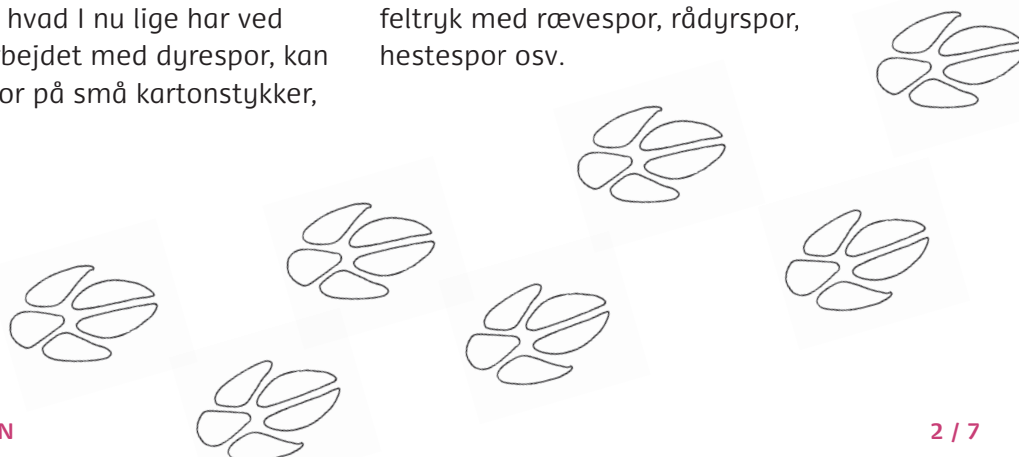 hvad I nu lige har ved
bejdet med dyrespor, kan
or på små kartonstykker,
feltryk med rævespor, rådyrspor,
hestespor osv.
N
2 / 7